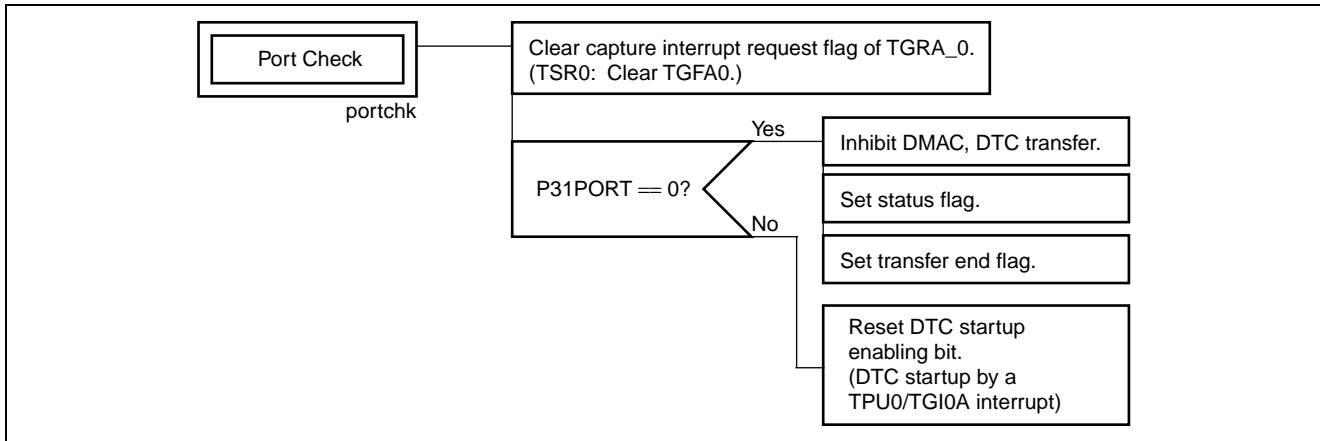 Port Check
portchk
Clear capture interrupt request flag of TGRA_0.
(TSR0: Clear TGFA0.)
P31PORT == 0?
Yes
Inhibit DMAC, DTC transfer.
Set status flag.
Set transfer end flag.
No
Reset DTC startup
enabling bit.
(DTC startup by a
TPU0/TGI0A interrupt)